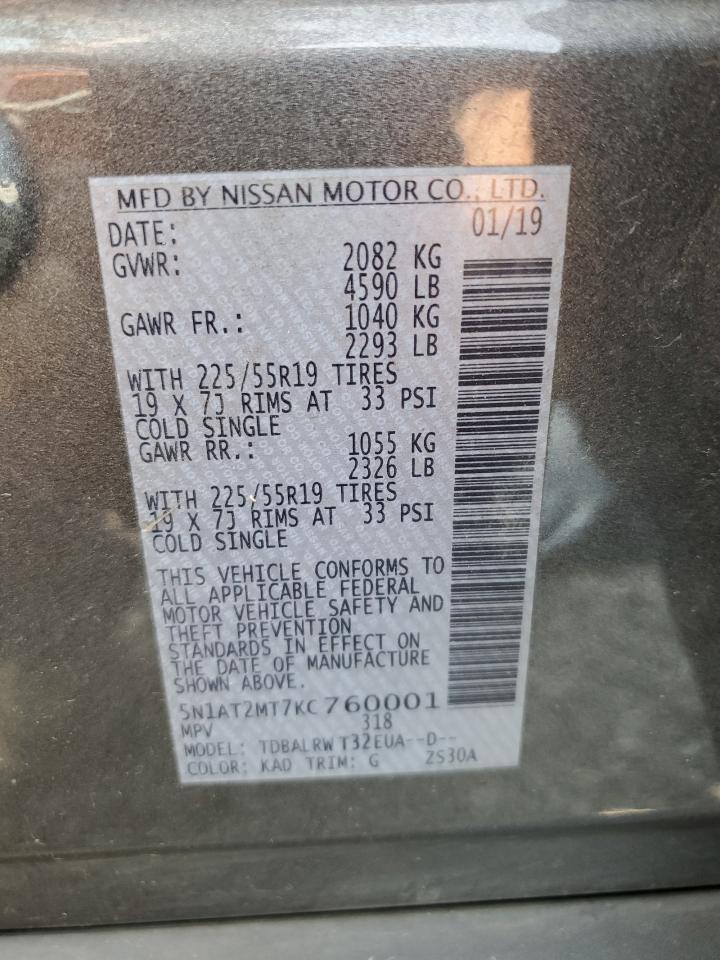 MFD BY NISSAN MOTOR CO., LTD.
DATE: 01/19
GVWR: 2082 KG
4590 LB
GAWR FR.: 1040 KG
2293 LB
WITH 225/55R19 TIRES
19 X 7J RIMS AT 33 PSI
COLD SINGLE
GAWR RR.: 1055 KG
2326 LB
WITH 225/55R19 TIRES
19 X 7J RIMS AT 33 PSI
COLD SINGLE
THIS VEHICLE CONFORMS TO
ALL APPLICABLE FEDERAL
MOTOR VEHICLE SAFETY AND
THEFT PREVENTION
STANDARDS IN EFFECT ON
THE DATE OF MANUFACTURE
SHOWN ABOVE.
5N1AT2MT7KC760001
MPV 318
MODEL: TDBALRW T32EUA--D--
COLOR: KAD TRIM: G ZS30A